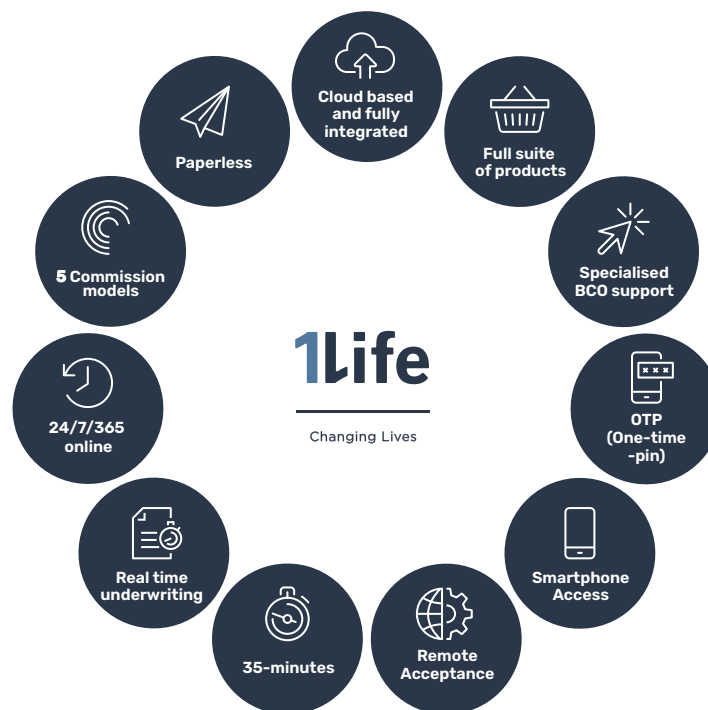 Cloud based
and fully
integrated
Full suite
of products
Specialised
BCO support
OTP
(One-time
-pin)
Smartphone
Access
Remote
Acceptance
35-minutes
Real time
underwriting
24/7/365
online
5 Commission
models
Paperless
1Life
Changing Lives